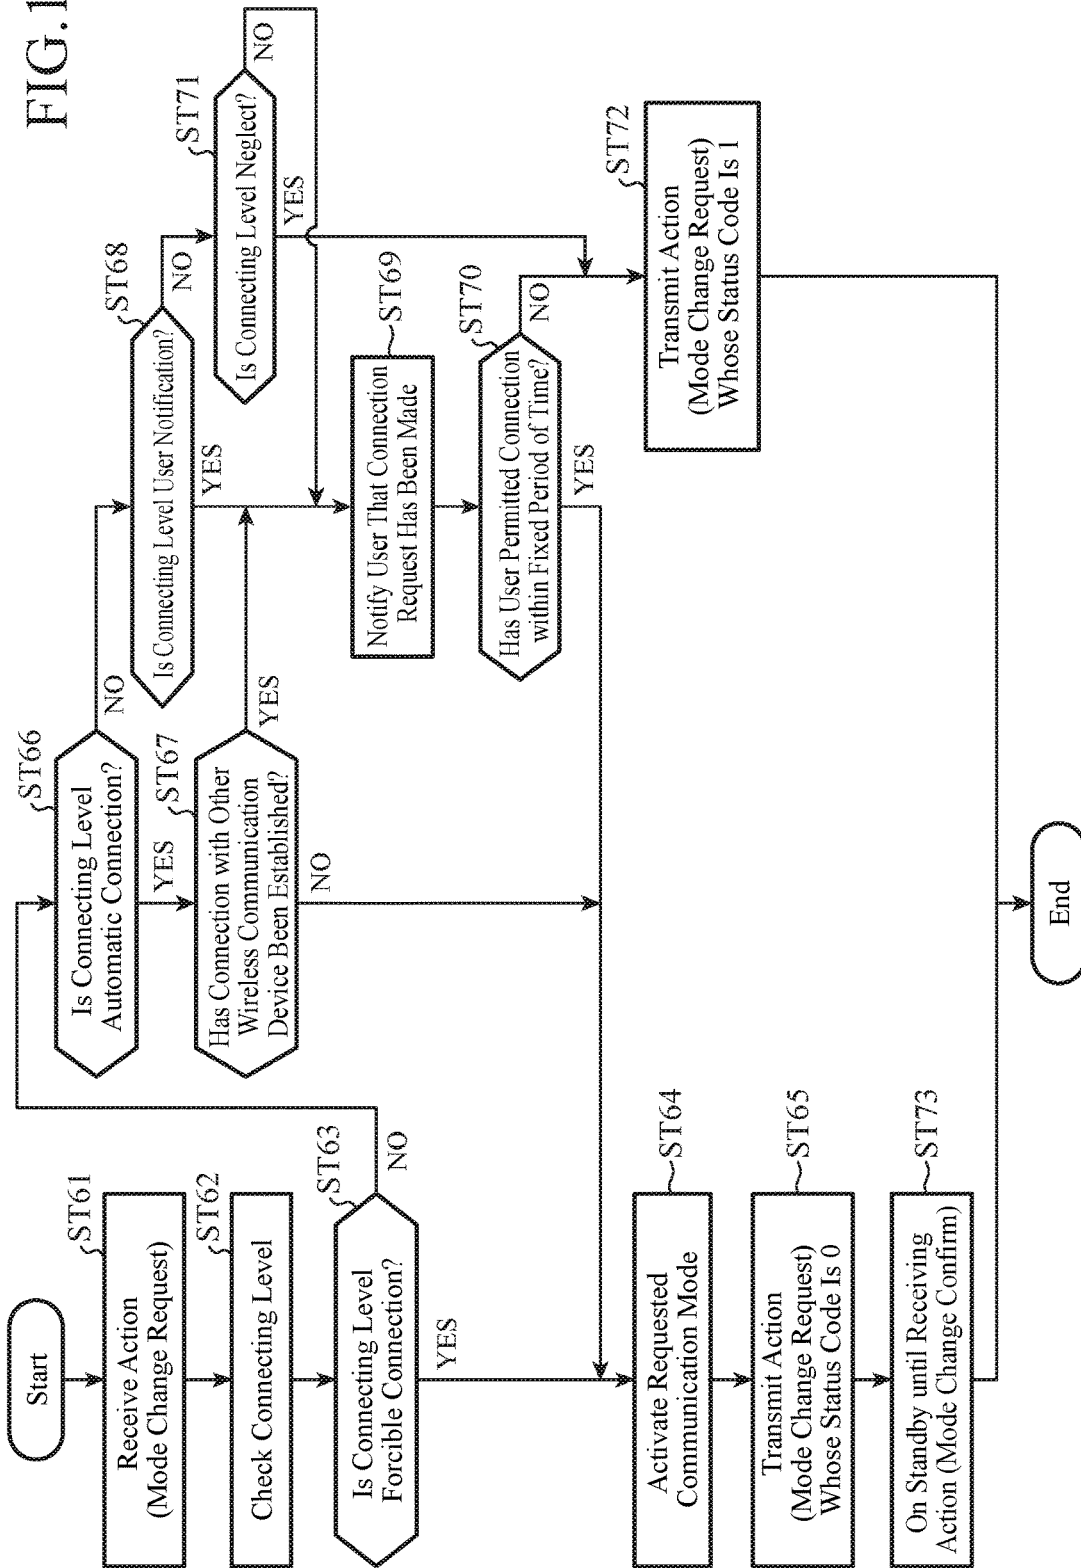 FIG.1
Start
ST61
Receive Action
(Mode Change Request)
ST62
Check Connecting Level
ST63
Is Connecting Level
Forcible Connection?
NO
YES
ST64
Activate Requested
Communication Mode
ST65
Transmit Action
(Mode Change Request)
Whose Status Code Is 0
ST73
On Standby until Receiving
Action (Mode Change Confirm)
ST66
Is Connecting Level
Automatic Connection?
NO
YES
ST67
Has Connection with Other
Wireless Communication
Device Been Established?
YES
NO
ST68
Is Connecting Level User Notification?
NO
YES
ST71
Is Connecting Level Neglect?
NO
YES
ST69
Notify User That Connection
Request Has Been Made
ST70
Has User Permitted Connection
within Fixed Period of Time?
NO
YES
ST72
Transmit Action
(Mode Change Request)
Whose Status Code Is 1
End